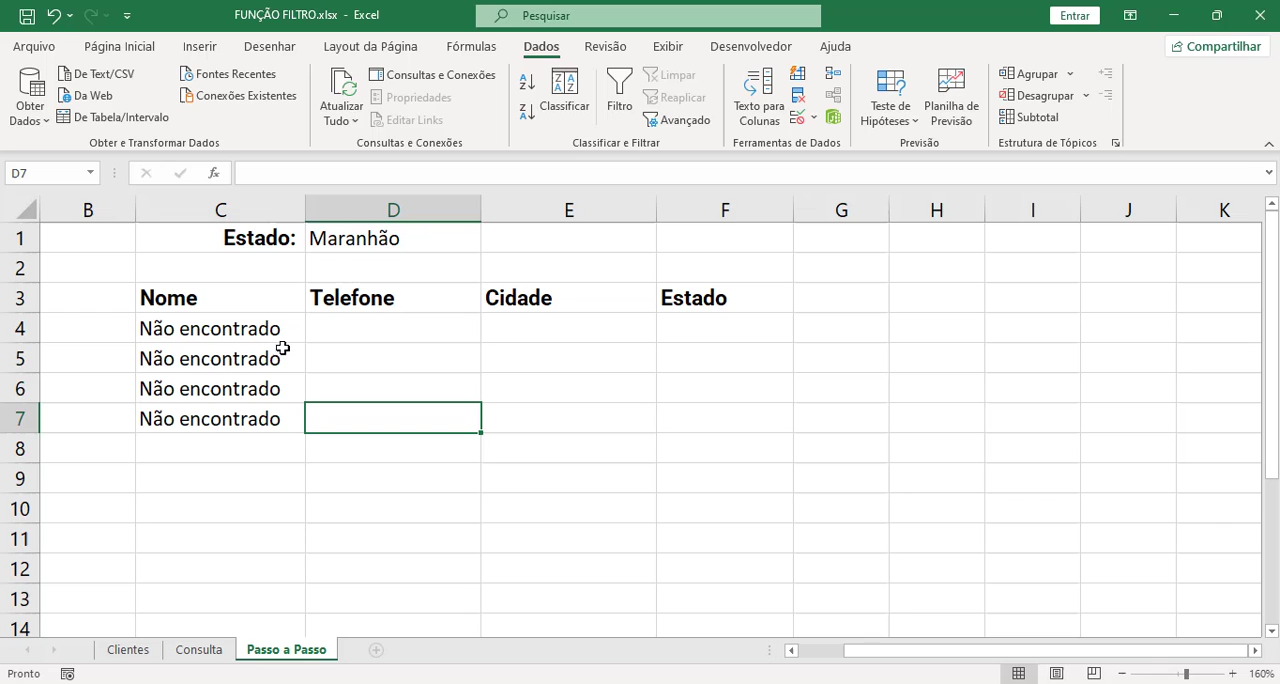 FUNÇÃO FILTRO.xlsx - Excel
Pesquisar
Entrar
Arquivo
Página Inicial
Inserir
Desenhar
Layout da Página
Fórmulas
Dados
Revisão
Exibir
Desenvolvedor
Ajuda
Compartilhar
Obter Dados
De Text/CSV
Da Web
De Tabela/Intervalo
Fontes Recentes
Conexões Existentes
Obter e Transformar Dados
Atualizar Tudo
Consultas e Conexões
Propriedades
Editar Links
Consultas e Conexões
Classificar
Filtro
Limpar
Reaplicar
Avançado
Classificar e Filtrar
Texto para Colunas
Ferramentas de Dados
Teste de Hipóteses
Planilha de Previsão
Previsão
Agrupar
Desagrupar
Subtotal
Estrutura de Tópicos
D7
fx
B C D E F G H I J K
1 Estado: Maranhão
2
3 Nome Telefone Cidade Estado
4 Não encontrado
5 Não encontrado
6 Não encontrado
7 Não encontrado
8
9
10
11
12
13
14
Clientes Consulta Passo a Passo
Pronto
160%